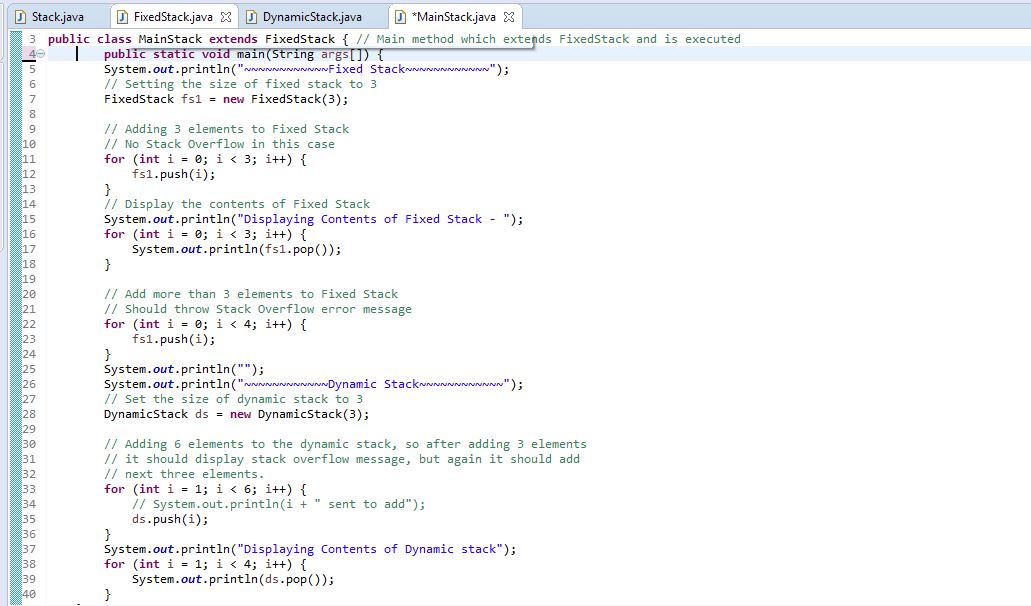 Stack.java FixedStack.java DynamicStack.java *MainStack.java
3 public class MainStack extends FixedStack { // Main method which extends FixedStack and is executed
4 public static void main(String args[]) {
5 System.out.println("~~~~~~~~~~~~Fixed Stack~~~~~~~~~~~~");
6 // Setting the size of fixed stack to 3
7 FixedStack fs1 = new FixedStack(3);
8
9 // Adding 3 elements to Fixed Stack
10 // No Stack Overflow in this case
11 for (int i = 0; i < 3; i++) {
12 fs1.push(i);
13 }
14 // Display the contents of Fixed Stack
15 System.out.println("Displaying Contents of Fixed Stack - ");
16 for (int i = 0; i < 3; i++) {
17 System.out.println(fs1.pop());
18 }
19
20 // Add more than 3 elements to Fixed Stack
21 // Should throw Stack Overflow error message
22 for (int i = 0; i < 4; i++) {
23 fs1.push(i);
24 }
25 System.out.println("");
26 System.out.println("~~~~~~~~~~~~Dynamic Stack~~~~~~~~~~~~");
27 // Set the size of dynamic stack to 3
28 DynamicStack ds = new DynamicStack(3);
29
30 // Adding 6 elements to the dynamic stack, so after adding 3 elements
31 // it should display stack overflow message, but again it should add
32 // next three elements.
33 for (int i = 1; i < 6; i++) {
34 // System.out.println(i + " sent to add");
35 ds.push(i);
36 }
37 System.out.println("Displaying Contents of Dynamic stack");
38 for (int i = 1; i < 4; i++) {
39 System.out.println(ds.pop());
40 }